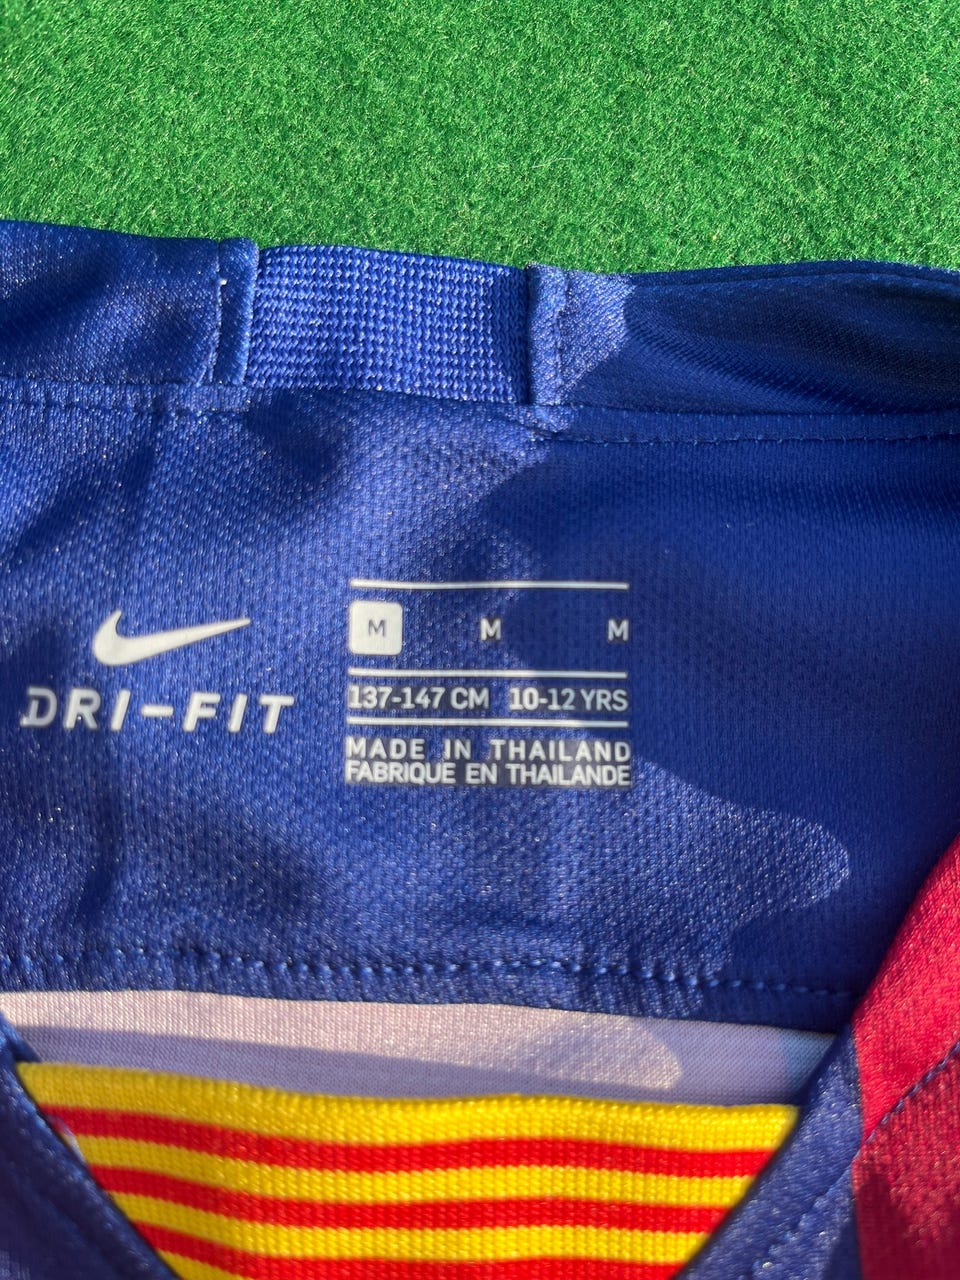 DRI-FIT
M M M
137-147 CM 10-12 YRS
MADE IN THAILAND
FABRIQUE EN THAILANDE